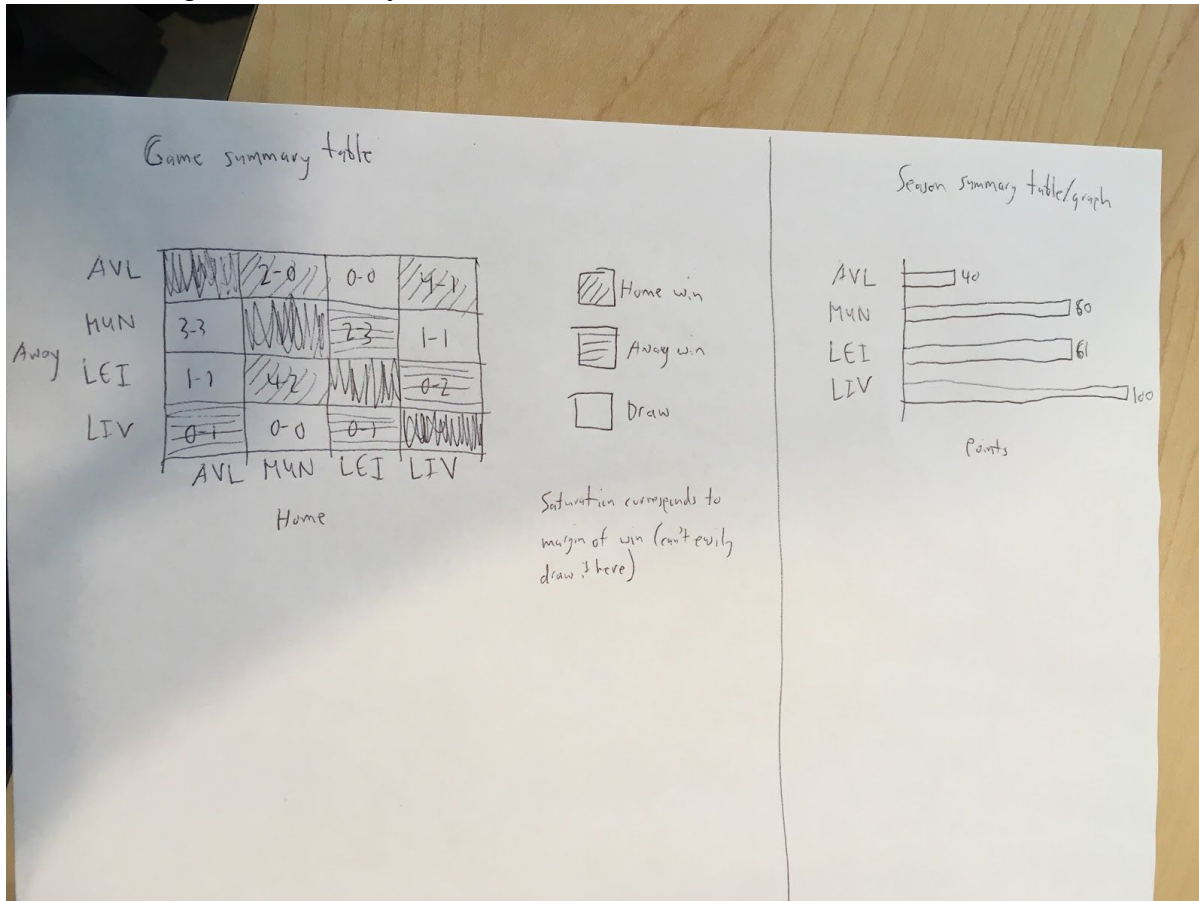 Game summary table
AVL 2-0 0-0 4-1
MUN 3-3 2-3 1-1
Away
LEI 1-1 4-2 0-2
LIV 0-1 0-0 0-1
AVL MUN LEI LIV
Home
Home win
Away win
Draw
Saturation corresponds to
margin of win (can't easily
draw it here)
Season summary table/graph
AVL 40
MUN
LEI 61
LIV 100
Points